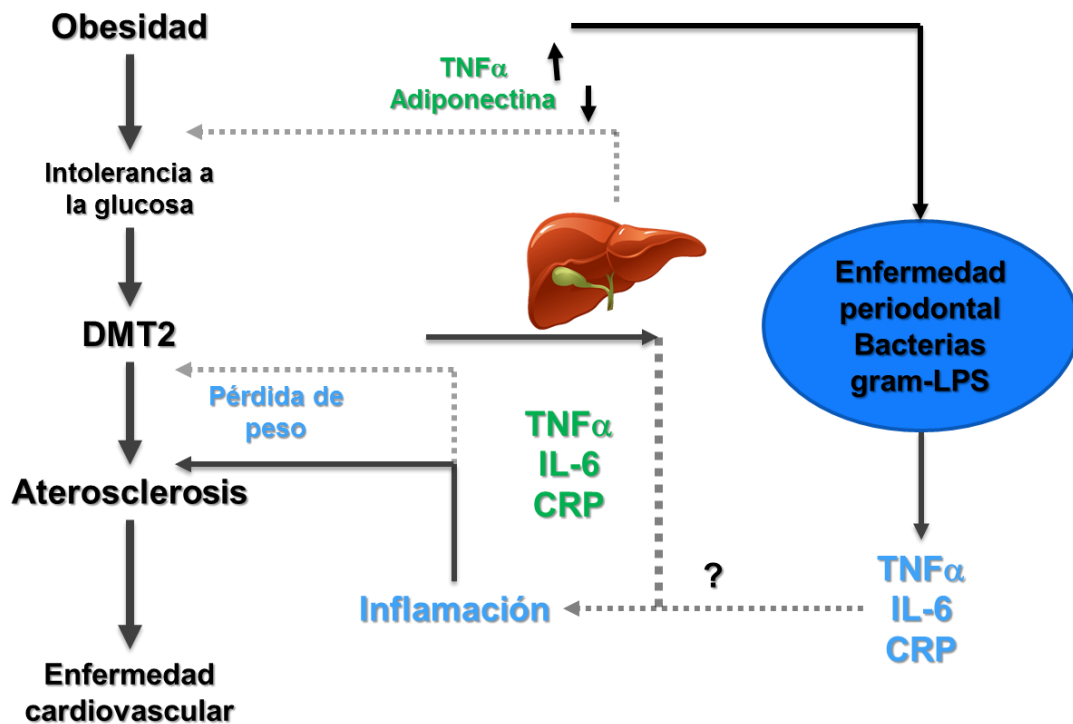 Obesidad
TNFα
Adiponectina
Intolerancia a
la glucosa
Enfermedad
periodontal
Bacterias
gram-LPS
DMT2
Pérdida de
peso
TNFα
IL-6
CRP
Aterosclerosis
?
TNFα
IL-6
CRP
Inflamación
Enfermedad
cardiovascular